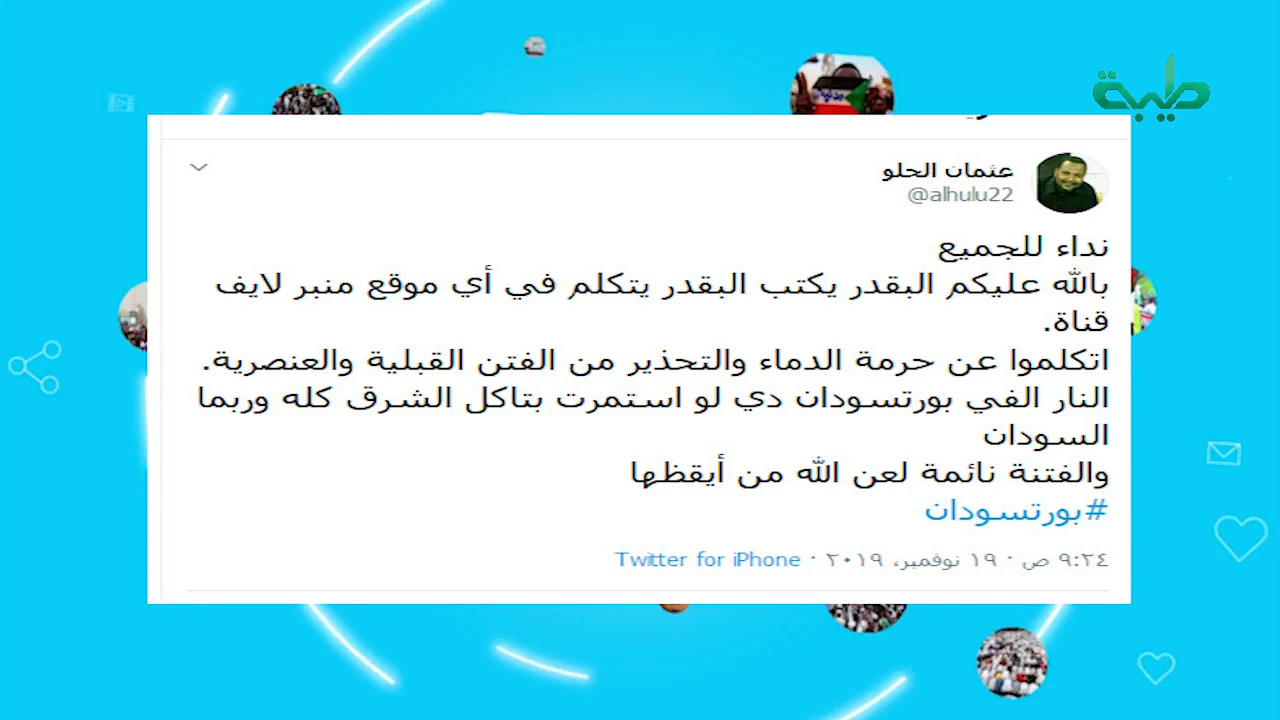 طيبة
عثمان الحلو
@alhulu22
نداء للجميع
بالله عليكم البقدر يكتب البقدر يتكلم في أي موقع منبر لايف
قناة.
اتكلموا عن حرمة الدماء والتحذير من الفتن القبلية والعنصرية.
النار الفي بورتسودان دي لو استمرت بتاكل الشرق كله وربما
السودان
والفتنة نائمة لعن الله من أيقظها
#بورتسودان
٩:٢٤ ص · ١٩ نوفمبر، ٢٠١٩ · Twitter for iPhone